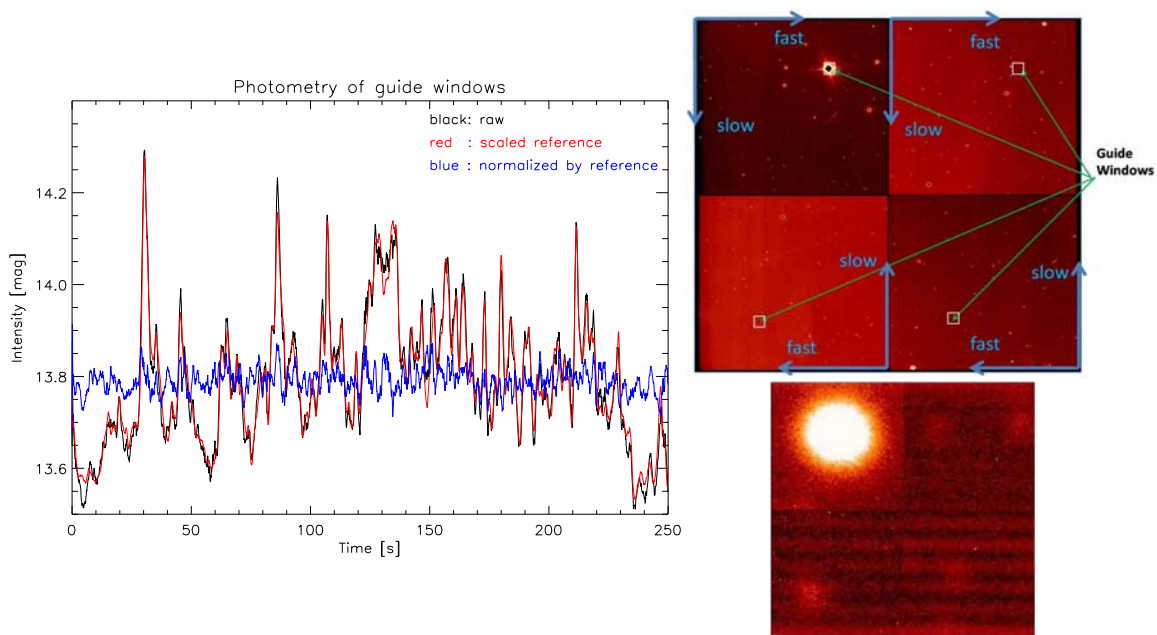 Photometry of guide windows
black: raw
red : scaled reference
blue : normalized by reference
14.2
14.0
13.8
13.6
Intensity [mag]
0
50
100
150
200
250
Time [s]
fast
fast
slow
slow
Guide
Windows
slow
slow
fast
fast